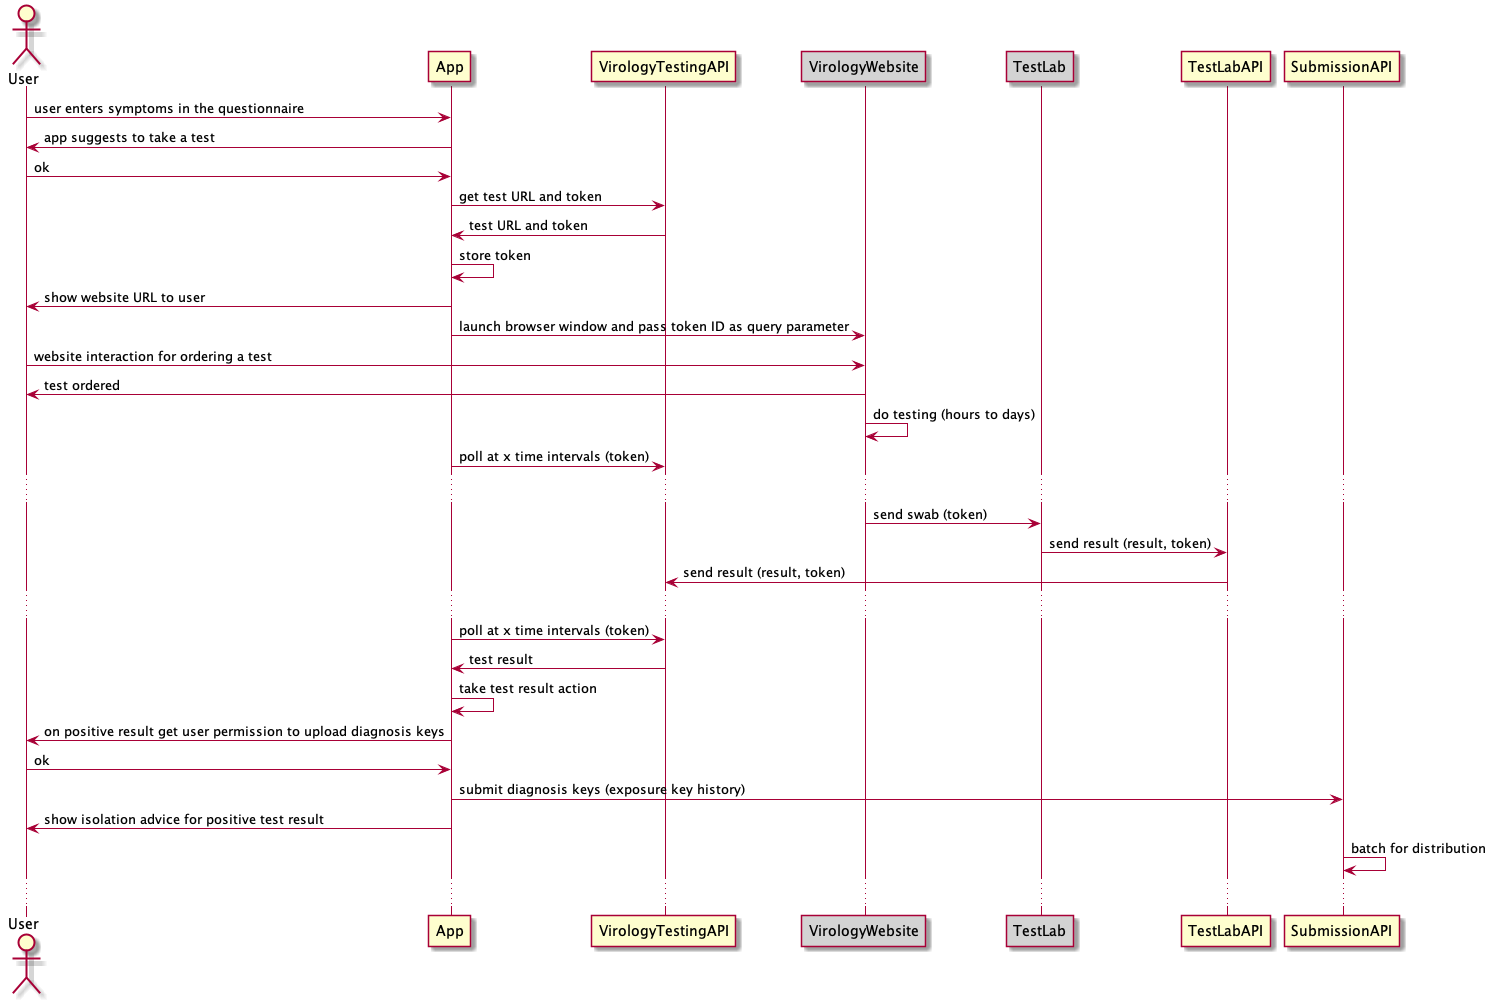 User
App
VirologyTestingAPI
VirologyWebsite
TestLab
TestLabAPI
SubmissionAPI
user enters symptoms in the questionnaire
app suggests to take a test
ok
get test URL and token
test URL and token
store token
show website URL to user
launch browser window and pass token ID as query parameter
website interaction for ordering a test
test ordered
do testing (hours to days)
poll at x time intervals (token)
send swab (token)
send result (result, token)
send result (result, token)
poll at x time intervals (token)
test result
take test result action
on positive result get user permission to upload diagnosis keys
ok
submit diagnosis keys (exposure key history)
show isolation advice for positive test result
batch for distribution
User
App
VirologyTestingAPI
VirologyWebsite
TestLab
TestLabAPI
SubmissionAPI